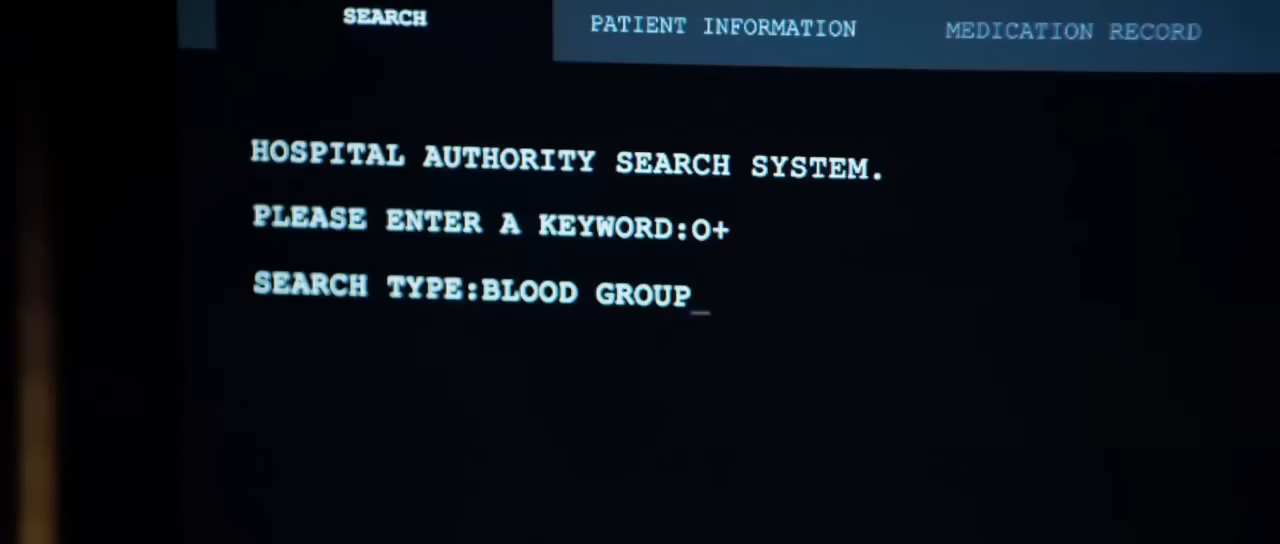 SEARCH PATIENT INFORMATION MEDICATION RECORD
HOSPITAL AUTHORITY SEARCH SYSTEM.
PLEASE ENTER A KEYWORD:O+
SEARCH TYPE:BLOOD GROUP_